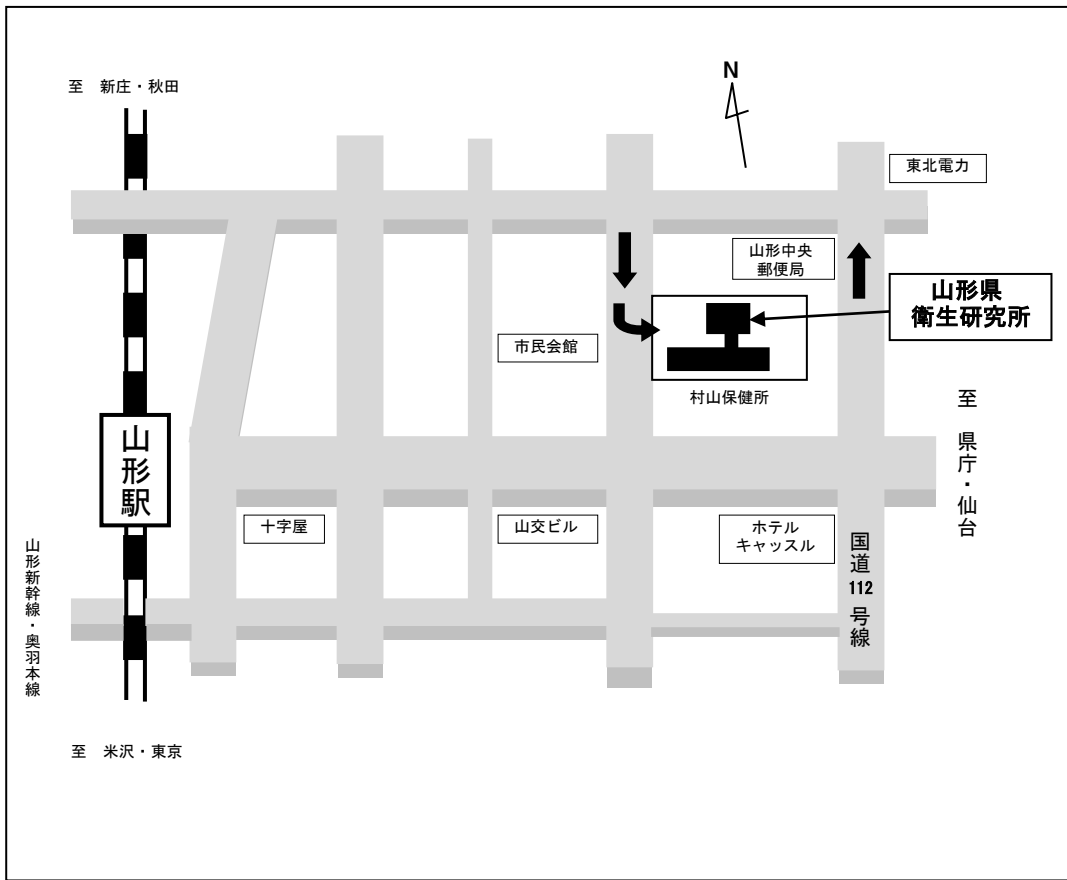 至　新庄・秋田
N
東北電力
山形中央
郵便局
山形県
衛生研究所
市民会館
村山保健所
至　県庁・仙台
山形駅
十字屋
山交ビル
ホテル
キャッスル
国道112号線
山形新幹線・奥羽本線
至　米沢・東京